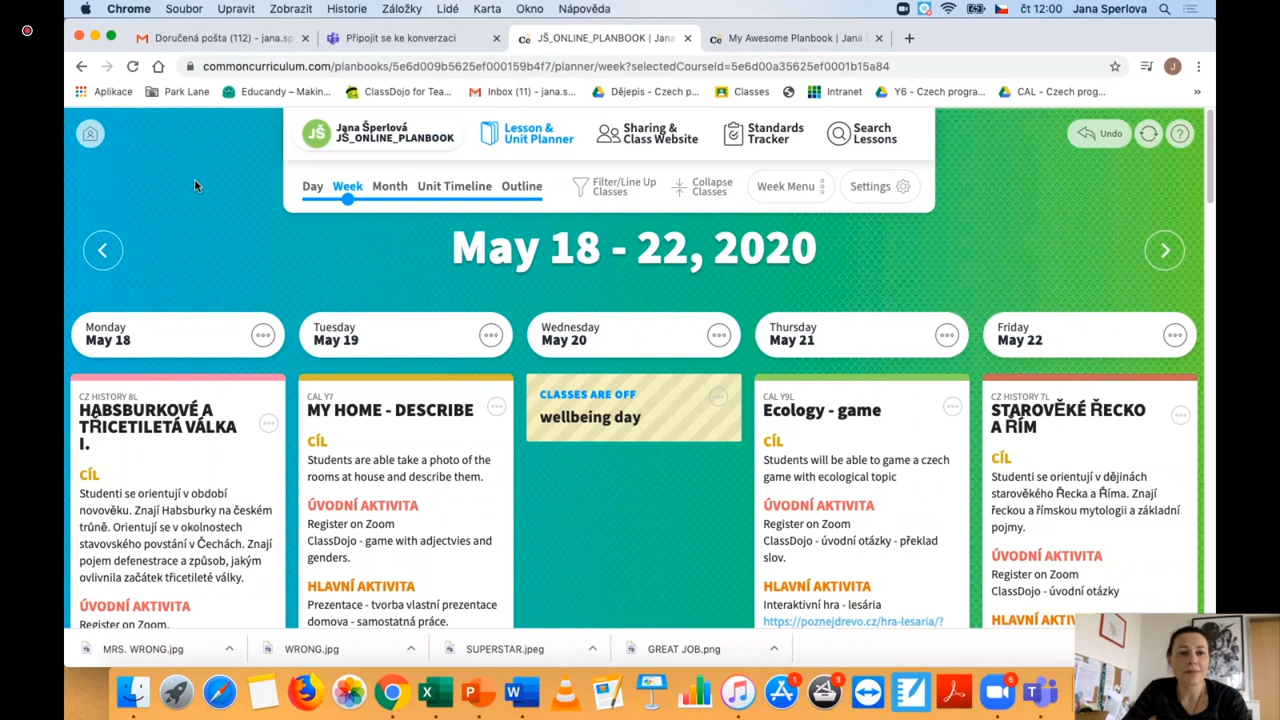 Chrome Soubor Upravit Zobrazit Historie Záložky Lidé Karta Okno Nápověda čt 12:00 Jana Sperlova
Doručená pošta (112) - jana.sp Připojit se ke konverzaci JŠ_ONLINE_PLANBOOK | Jana My Awesome Planbook | Jana
commoncurriculum.com/planbooks/5e6d009b5625ef000159b4f7/planner/week?selectedCourseId=5e6d00a35625ef0001b15a84
Aplikace Park Lane Educandy – Makin... ClassDojo for Tea... Inbox (11) - jana.s... Dějepis - Czech p... Classes Intranet Y6 - Czech progra... CAL - Czech prog... »
JŠ Jana Šperlová
JŠ_ONLINE_PLANBOOK
Lesson &
Unit Planner
Sharing &
Class Website
Standards
Tracker
Search
Lessons
Undo
Day Week Month Unit Timeline Outline
Filter/Line Up
Classes
Collapse
Classes
Week Menu
Settings
May 18 - 22, 2020
Monday
May 18
Tuesday
May 19
Wednesday
May 20
Thursday
May 21
Friday
May 22
CZ HISTORY 8L
HABSBURKOVÉ A
TŘICETILETÁ VÁLKA
I.
CÍL
Studenti se orientují v období
novověku. Znají Habsburky na českém
trůně. Orientují se v okolnostech
stavovského povstání v Čechách. Znají
pojem defenestrace a způsob, jakým
ovlivnila začátek třicetileté války.
ÚVODNÍ AKTIVITA
Register on Zoom.
CAL Y7
MY HOME - DESCRIBE
CÍL
Students are able take a photo of the
rooms at house and describe them.
ÚVODNÍ AKTIVITA
Register on Zoom
ClassDojo - game with adjectvies and
genders.
HLAVNÍ AKTIVITA
Prezentace - tvorba vlastní prezentace
domova - samostatná práce.
CLASSES ARE OFF
wellbeing day
CAL Y9L
Ecology - game
CÍL
Students will be able to game a czech
game with ecological topic
ÚVODNÍ AKTIVITA
Register on Zoom
ClassDojo - úvodní otázky - překlad
slov.
HLAVNÍ AKTIVITA
Interaktivní hra - lesária
https://poznejdrevo.cz/hra-lesaria/?
CZ HISTORY 7L
STAROVĚKÉ ŘECKO
A ŘÍM
CÍL
Studenti se orientují v dějinách
starověkého Řecka a Říma. Znají
řeckou a římskou mytologii a základní
pojmy.
ÚVODNÍ AKTIVITA
Register on Zoom
ClassDojo - úvodní otázky
HLAVNÍ AKTIVITA
MRS. WRONG.jpg WRONG.jpg SUPERSTAR.jpeg GREAT JOB.png
1 3 5